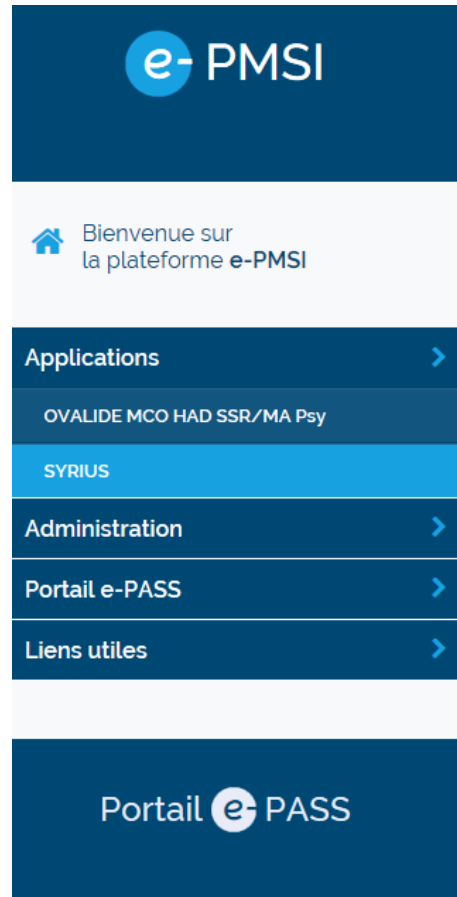 e- PMSI
Bienvenue sur
la plateforme e-PMSI
Applications
OVALIDE MCO HAD SSR/MA Psy
SYRIUS
Administration
Portail e-PASS
Liens utiles
Portail e- PASS